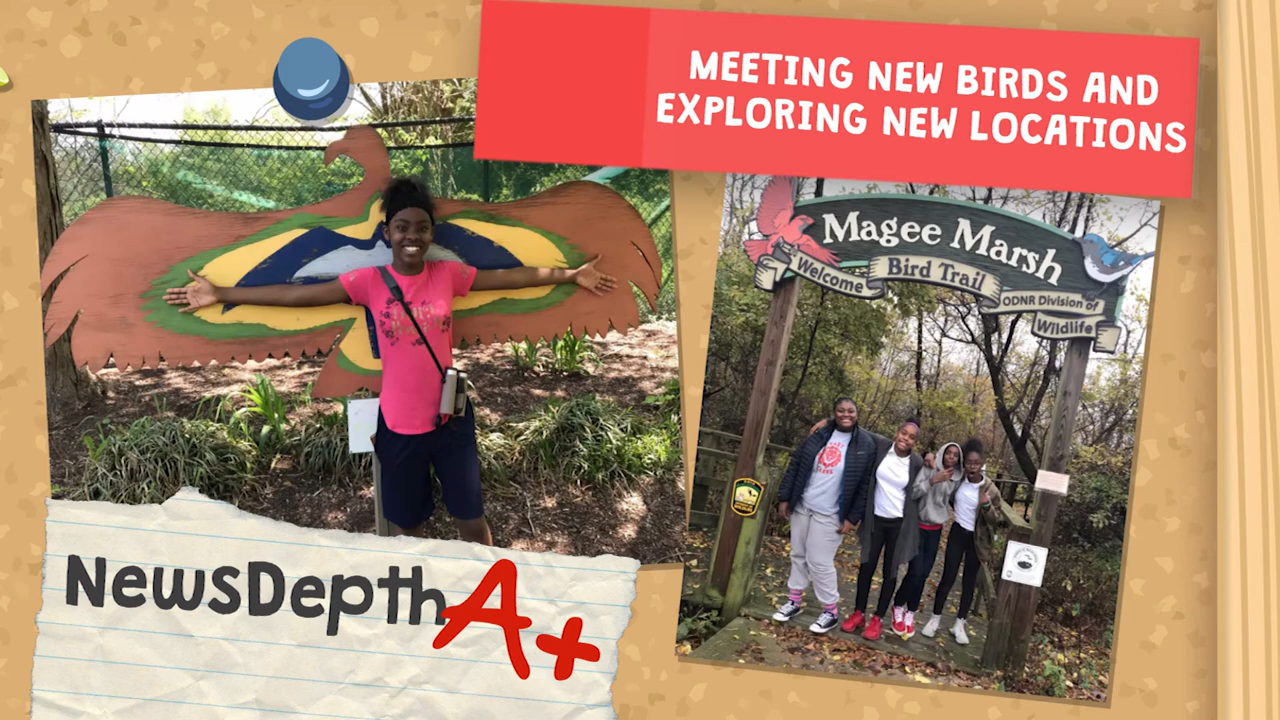 MEETING NEW BIRDS AND
EXPLORING NEW LOCATIONS
Magee Marsh
Welcome
Bird Trail
ODNR Division of
Wildlife
NewsDepth A+